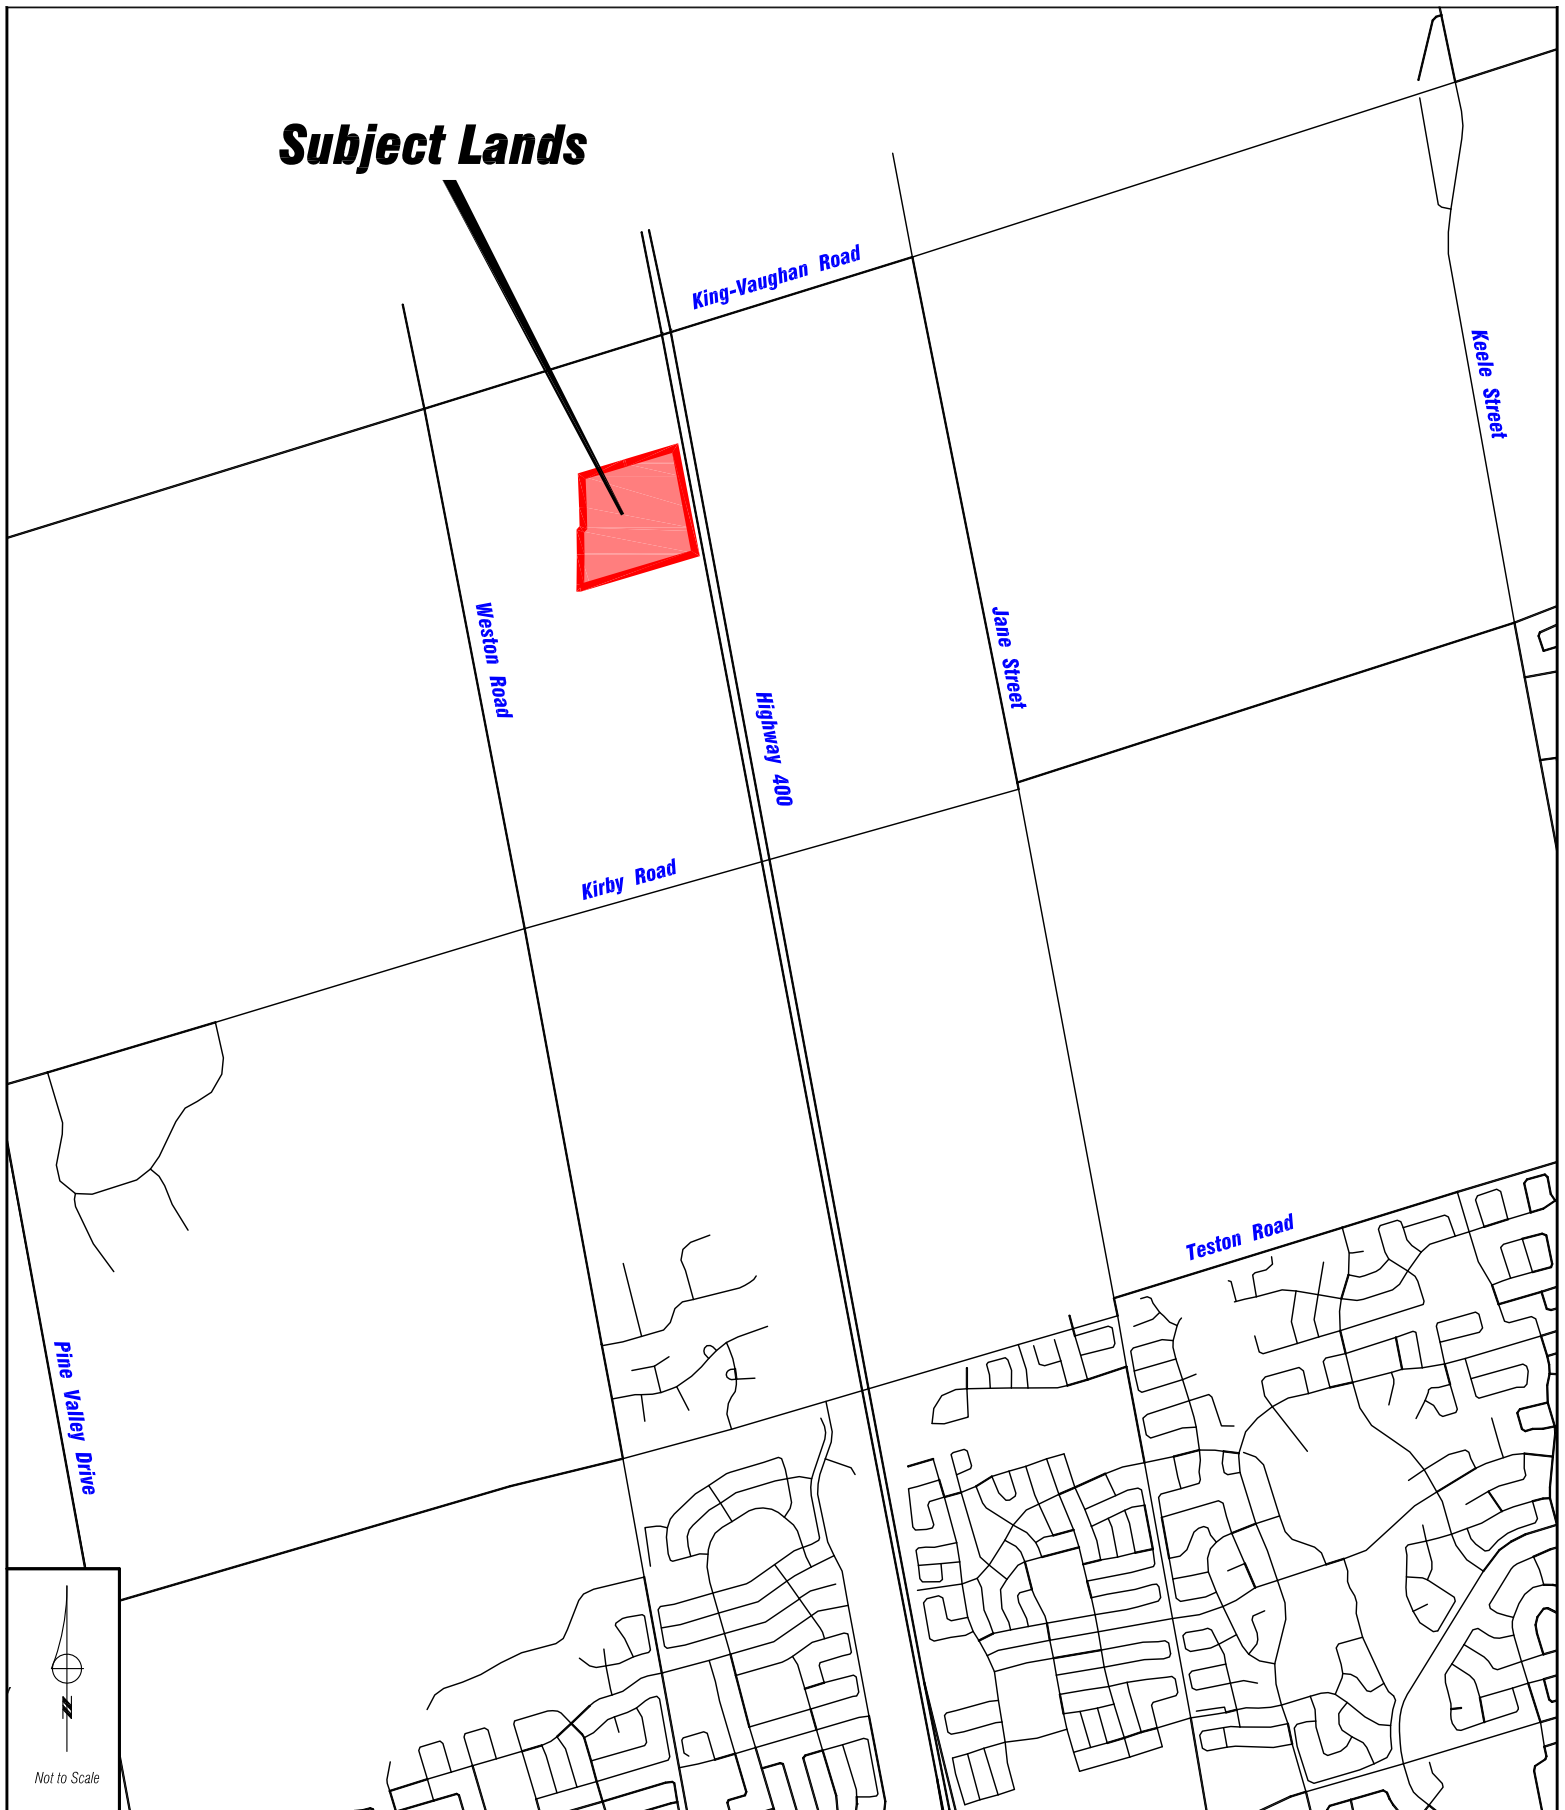 Subject Lands
King-Vaughan Road
Keele Street
Weston Road
Jane Street
Highway 400
Kirby Road
Teston Road
Pine Valley Drive
N
Not to Scale